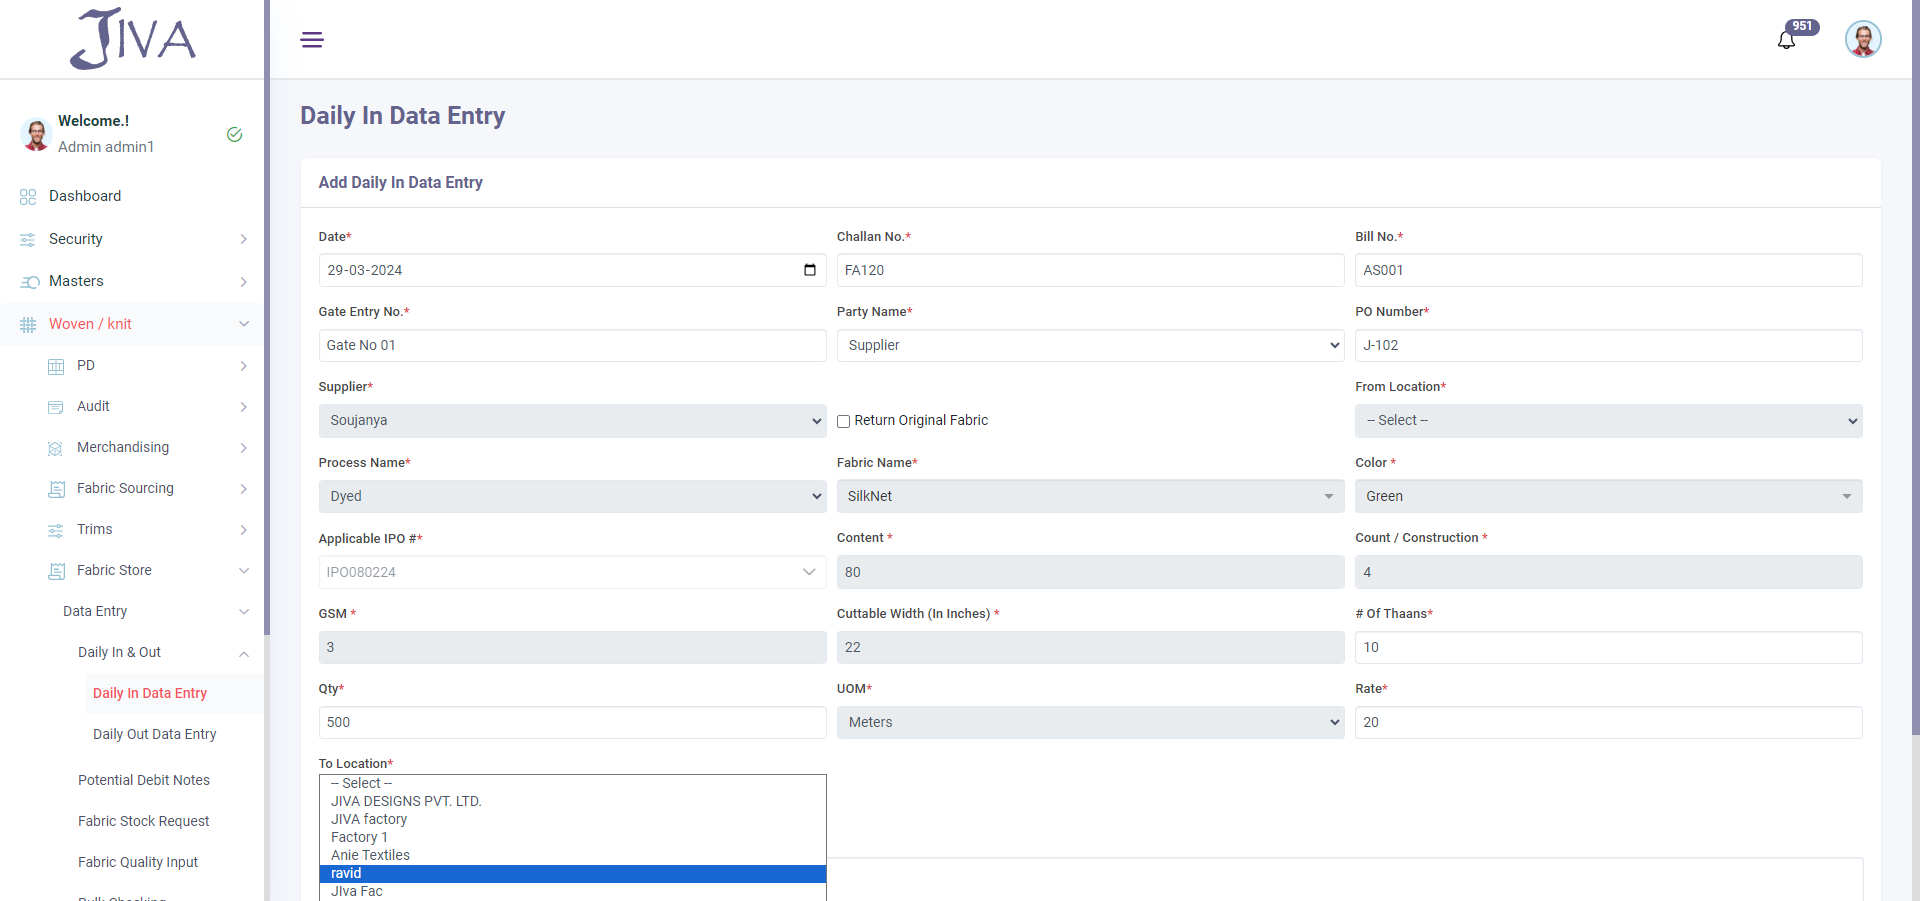 JIVA
951
Welcome.!
Admin admin1
Dashboard
Security
Masters
Woven / knit
PD
Audit
Merchandising
Fabric Sourcing
Trims
Fabric Store
Data Entry
Daily In & Out
Daily In Data Entry
Daily Out Data Entry
Potential Debit Notes
Fabric Stock Request
Fabric Quality Input
Bulk Checking
Daily In Data Entry
Add Daily In Data Entry
Date* Challan No.* Bill No.*
29-03-2024 FA120 AS001
Gate Entry No.* Party Name* PO Number*
Gate No 01 Supplier J-102
Supplier* From Location*
Soujanya Return Original Fabric -- Select --
Process Name* Fabric Name* Color *
Dyed SilkNet Green
Applicable IPO #* Content * Count / Construction *
IPO080224 80 4
GSM * Cuttable Width (In Inches) * # Of Thaans*
3 22 10
Qty* UOM* Rate*
500 Meters 20
To Location*
-- Select --
JIVA DESIGNS PVT. LTD.
JIVA factory
Factory 1
Anie Textiles
ravid
JIva Fac